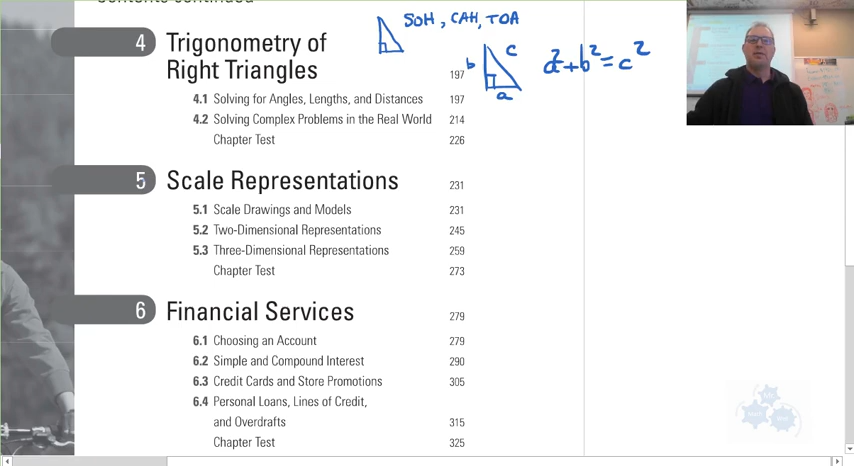 Contents continued
SOH, CAH, TOA
4 Trigonometry of
Right Triangles 197
b c a
a²+b²=c²
4.1 Solving for Angles, Lengths, and Distances 197
4.2 Solving Complex Problems in the Real World 214
Chapter Test 226
5 Scale Representations 231
5.1 Scale Drawings and Models 231
5.2 Two-Dimensional Representations 245
5.3 Three-Dimensional Representations 259
Chapter Test 273
6 Financial Services 279
6.1 Choosing an Account 279
6.2 Simple and Compound Interest 290
6.3 Credit Cards and Store Promotions 305
6.4 Personal Loans, Lines of Credit,
and Overdrafts 315
Chapter Test 325